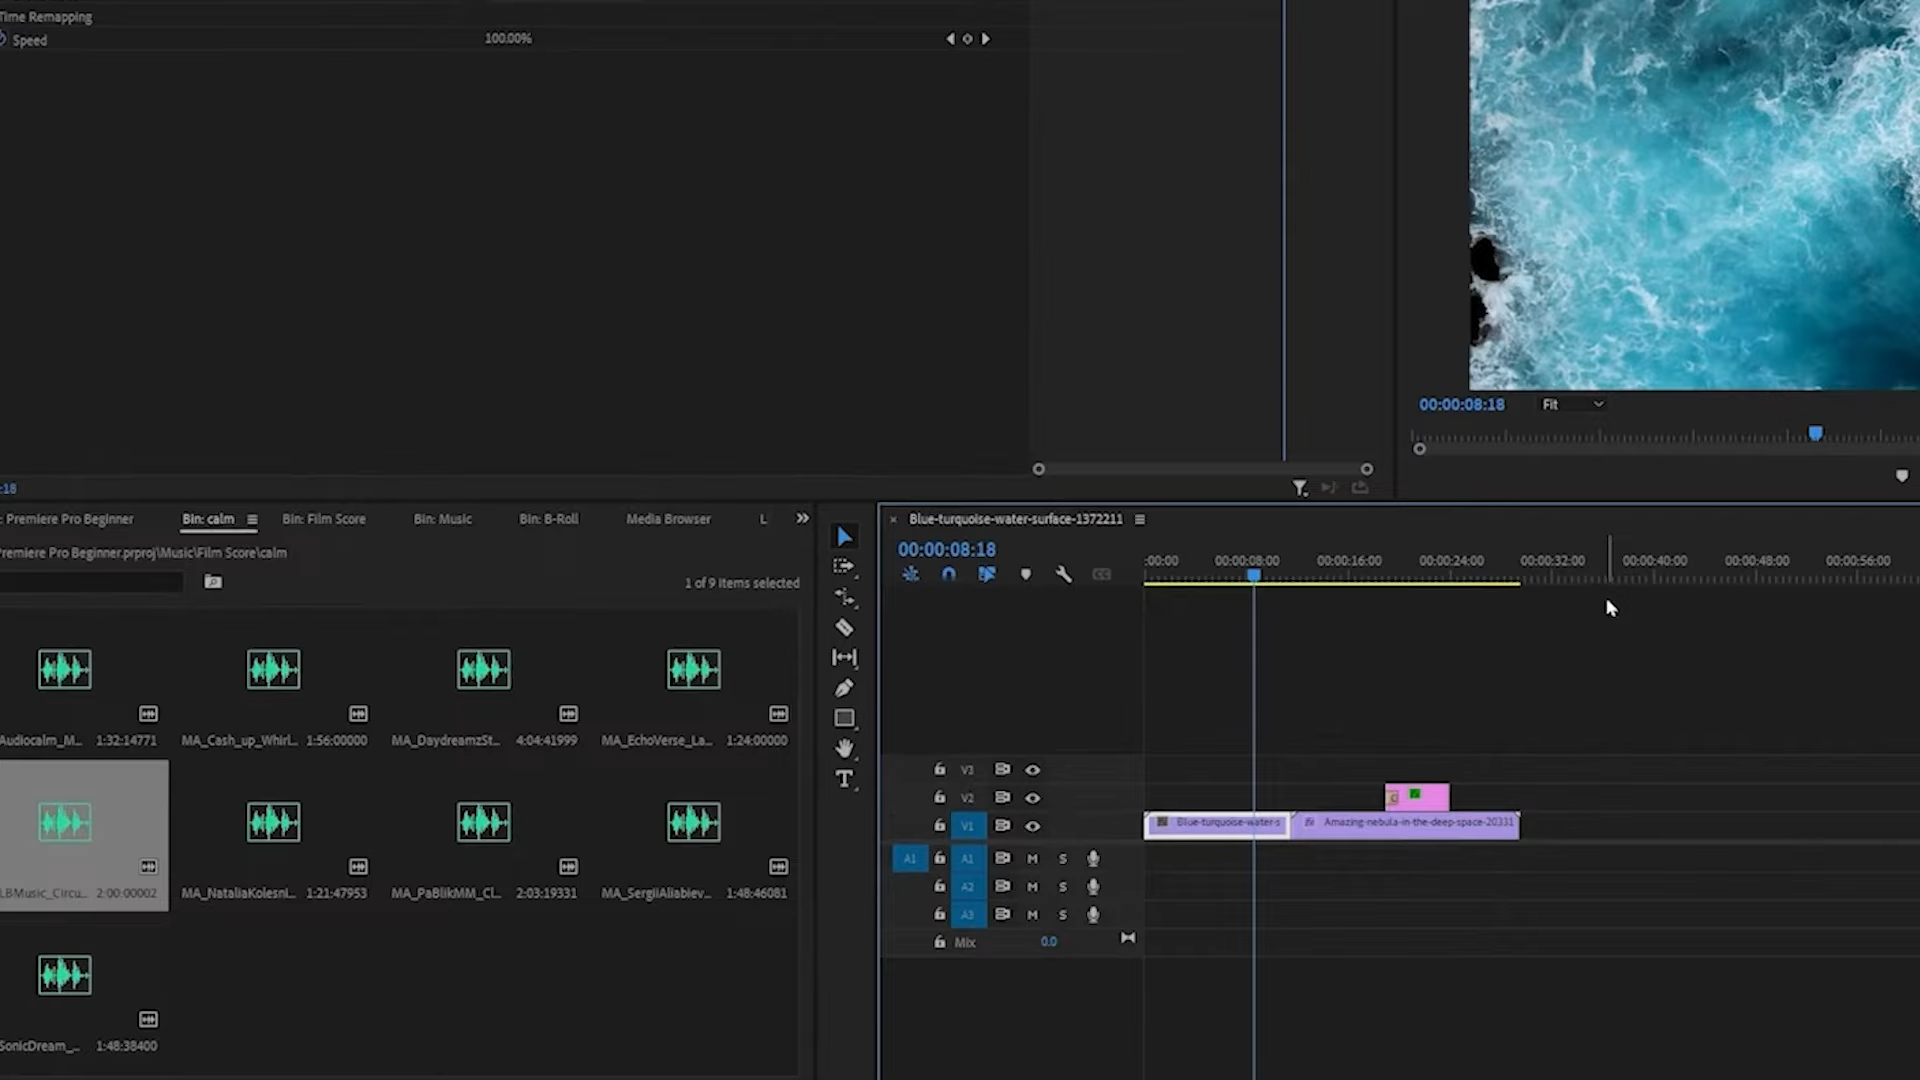 Time Remapping
Speed 100.00%
00:00:08:18 Fit
:18
: Premiere Pro Beginner Bin: calm Bin: Film Score Bin: Music Bin: B-Roll Media Browser L
remiere Pro Beginner.prproj\Music\Film Score\calm
1 of 9 items selected
Audiocalm_M... 1:32:14771 MA_Cash_up_Whirl... 1:56:00000 MA_DaydreamzSt... 4:04:41999 MA_EchoVerse_La... 1:24:00000
LBMusic_Circu... 2:00:00002 MA_NataliaKolesni... 1:21:47953 MA_PaBlikMM_Cl... 2:03:19331 MA_SergiiAliabiev... 1:48:46081
SonicDream_... 1:48:38400
T
Blue-turquoise-water-surface-1372211
00:00:08:18
:00:00 00:00:08:00 00:00:16:00 00:00:24:00 00:00:32:00 00:00:40:00 00:00:48:00 00:00:56:00
V3
V2
V1 Blue-turquoise-water-s fx Amazing-nebula-in-the-deep-space-20331
A1 A1 M S
A2 M S
A3 M S
Mix 0.0